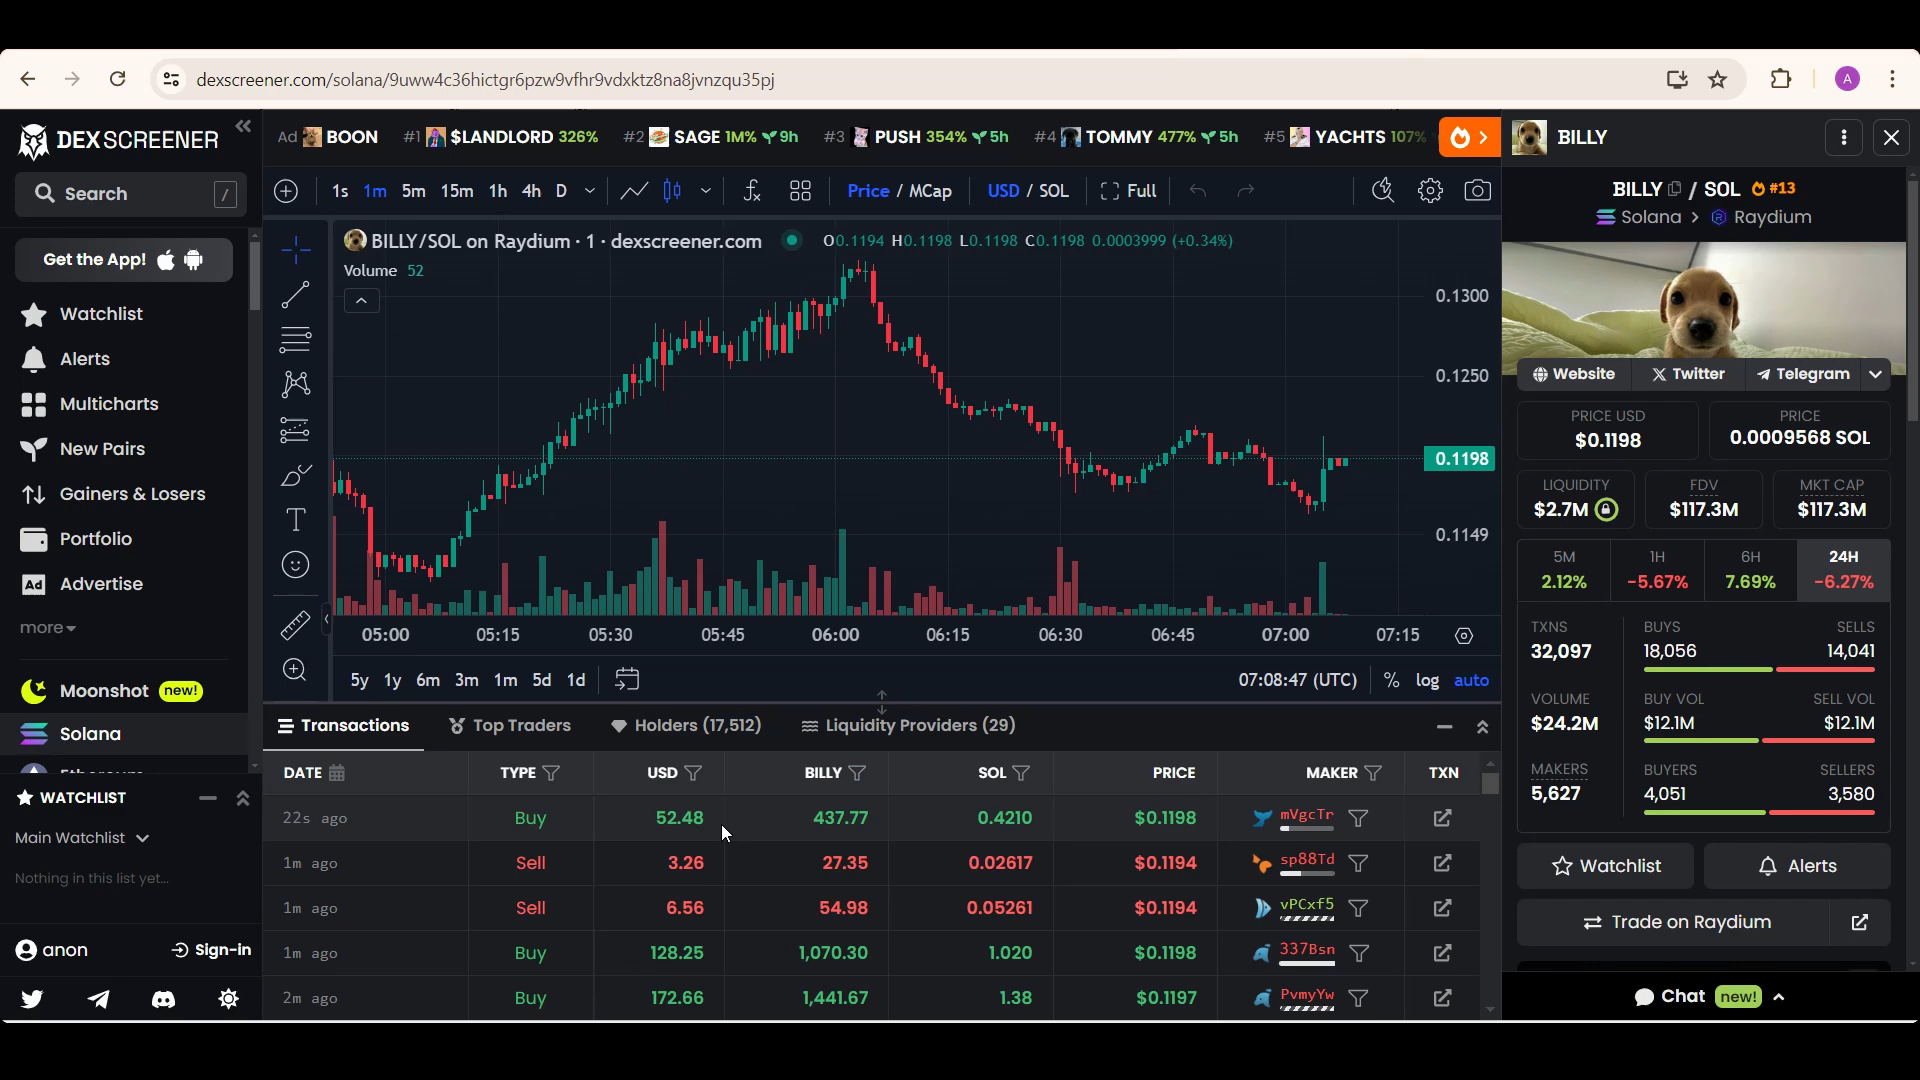 dexscreener.com/solana/9uww4c36hictgr6pzw9vfhr9vdxktz8na8jvnzqu35pj
A
DEXSCREENER
Search /
Get the App!
Watchlist
Alerts
Multicharts
New Pairs
Gainers & Losers
Portfolio
Ad Advertise
more
Moonshot new!
Solana
WATCHLIST
Main Watchlist
Nothing in this list yet...
anon Sign-in
Ad BOON #1 $LANDLORD 326% #2 SAGE 1M% 9h #3 PUSH 354% 5h #4 TOMMY 477% 5h #5 YACHTS 107%
1s 1m 5m 15m 1h 4h D Price / MCap USD / SOL Full
BILLY/SOL on Raydium · 1 · dexscreener.com O0.1194 H0.1198 L0.1198 C0.1198 0.0003999 (+0.34%)
Volume 52
0.1300
0.1250
0.1198
0.1149
05:00 05:15 05:30 05:45 06:00 06:15 06:30 06:45 07:00 07:15
5y 1y 6m 3m 1m 5d 1d 07:08:47 (UTC) % log auto
Transactions Top Traders Holders (17,512) Liquidity Providers (29)
DATE TYPE USD BILLY SOL PRICE MAKER TXN
22s ago Buy 52.48 437.77 0.4210 $0.1198 mVgcTr
1m ago Sell 3.26 27.35 0.02617 $0.1194 sp88Td
1m ago Sell 6.56 54.98 0.05261 $0.1194 vPCxf5
1m ago Buy 128.25 1,070.30 1.020 $0.1198 337Bsn
2m ago Buy 172.66 1,441.67 1.38 $0.1197 PvmyYw
BILLY
BILLY / SOL #13
Solana > Raydium
Website Twitter Telegram
PRICE USD PRICE
$0.1198 0.0009568 SOL
LIQUIDITY FDV MKT CAP
$2.7M $117.3M $117.3M
5M 1H 6H 24H
2.12% -5.67% 7.69% -6.27%
TXNS BUYS SELLS
32,097 18,056 14,041
VOLUME BUY VOL SELL VOL
$24.2M $12.1M $12.1M
MAKERS BUYERS SELLERS
5,627 4,051 3,580
Watchlist Alerts
Trade on Raydium
Chat new!